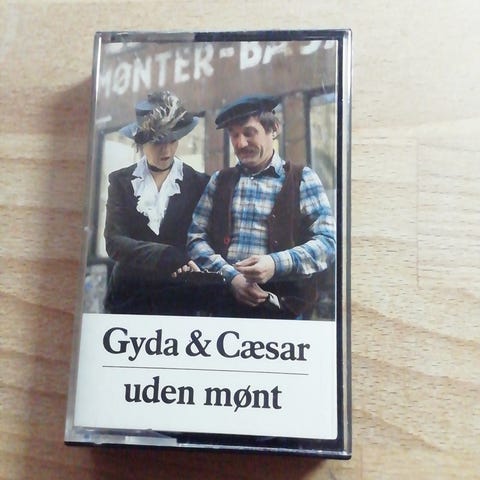 MØNTER-BA
Gyda & Cæsar
uden mønt